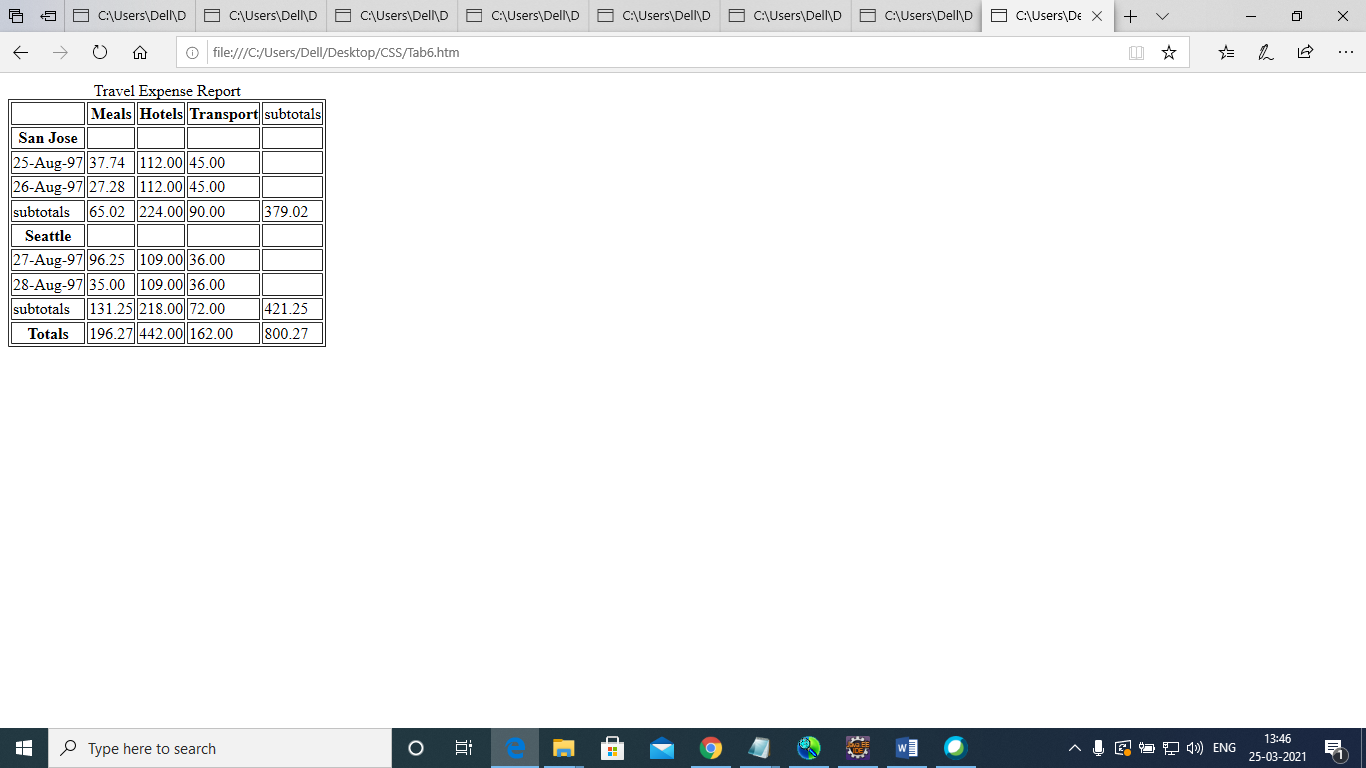 C:\Users\Dell\D C:\Users\Dell\D C:\Users\Dell\D C:\Users\Dell\D C:\Users\Dell\D C:\Users\Dell\D C:\Users\Dell\D C:\Users\De
file:///C:/Users/Dell/Desktop/CSS/Tab6.htm
Travel Expense Report
Meals Hotels Transport subtotals
San Jose
25-Aug-97 37.74 112.00 45.00
26-Aug-97 27.28 112.00 45.00
subtotals 65.02 224.00 90.00 379.02
Seattle
27-Aug-97 96.25 109.00 36.00
28-Aug-97 35.00 109.00 36.00
subtotals 131.25 218.00 72.00 421.25
Totals 196.27 442.00 162.00 800.27
Type here to search
ENG
13:46
25-03-2021
1